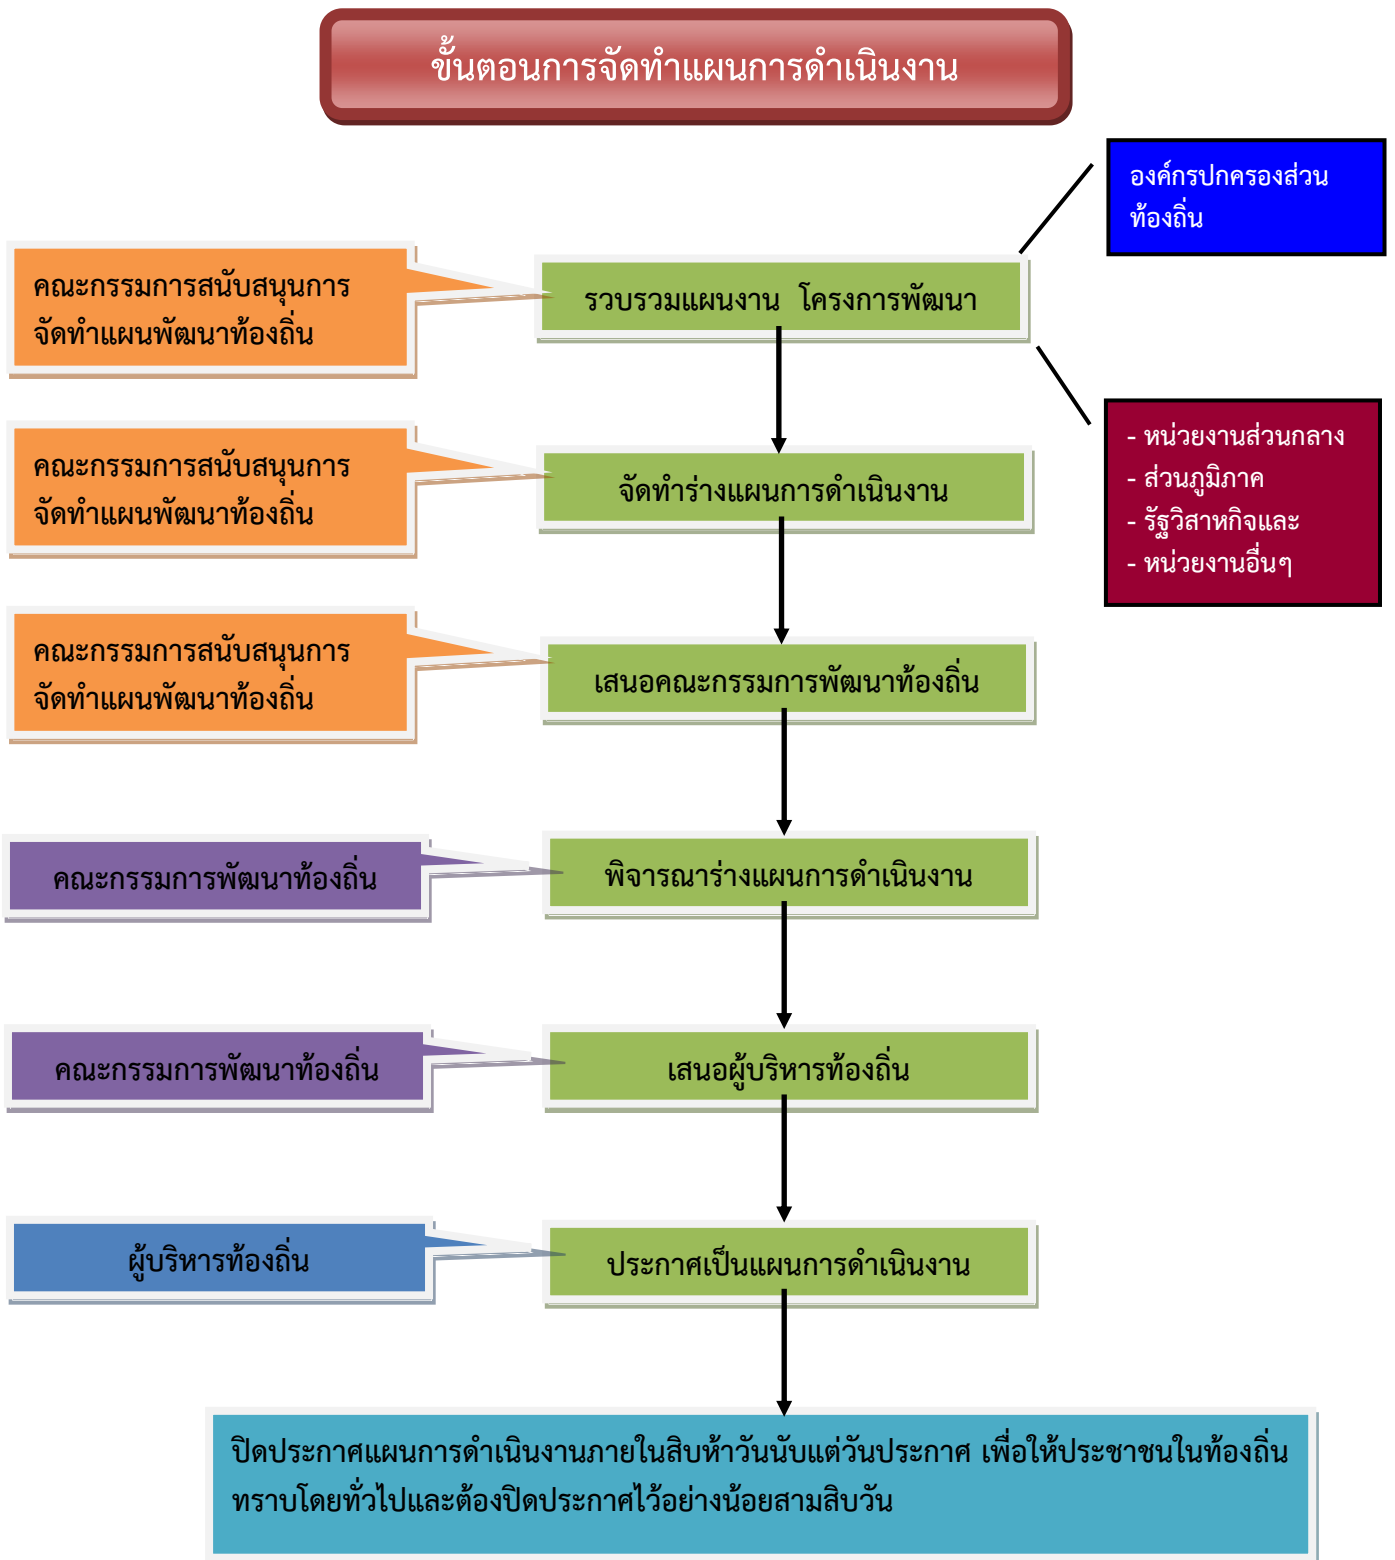 ขั้นตอนการจัดทำแผนการดำเนินงาน
องค์กรปกครองส่วน
ท้องถิ่น
คณะกรรมการสนับสนุนการ
จัดทำแผนพัฒนาท้องถิ่น
รวบรวมแผนงาน โครงการพัฒนา
- หน่วยงานส่วนกลาง
- ส่วนภูมิภาค
- รัฐวิสาหกิจและ
- หน่วยงานอื่นๆ
คณะกรรมการสนับสนุนการ
จัดทำแผนพัฒนาท้องถิ่น
จัดทำร่างแผนการดำเนินงาน
คณะกรรมการสนับสนุนการ
จัดทำแผนพัฒนาท้องถิ่น
เสนอคณะกรรมการพัฒนาท้องถิ่น
คณะกรรมการพัฒนาท้องถิ่น
พิจารณาร่างแผนการดำเนินงาน
คณะกรรมการพัฒนาท้องถิ่น
เสนอผู้บริหารท้องถิ่น
ผู้บริหารท้องถิ่น
ประกาศเป็นแผนการดำเนินงาน
ปิดประกาศแผนการดำเนินงานภายในสิบห้าวันนับแต่วันประกาศ เพื่อให้ประชาชนในท้องถิ่น
ทราบโดยทั่วไปและต้องปิดประกาศไว้อย่างน้อยสามสิบวัน